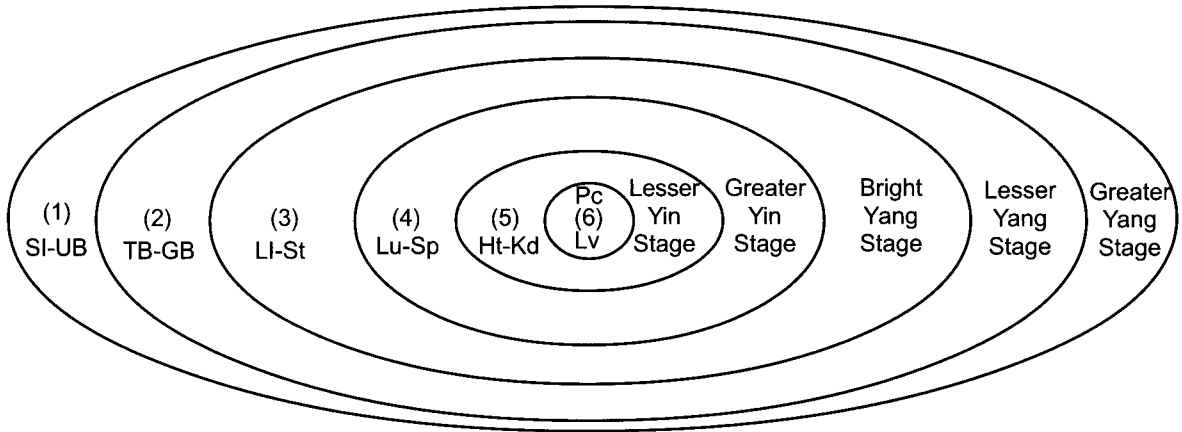 (1)
SI-UB
(2)
TB-GB
(3)
LI-St
(4)
Lu-Sp
(5)
Ht-Kd
Pc
(6)
Lv
Lesser
Yin
Stage
Greater
Yin
Stage
Bright
Yang
Stage
Lesser
Yang
Stage
Greater
Yang
Stage